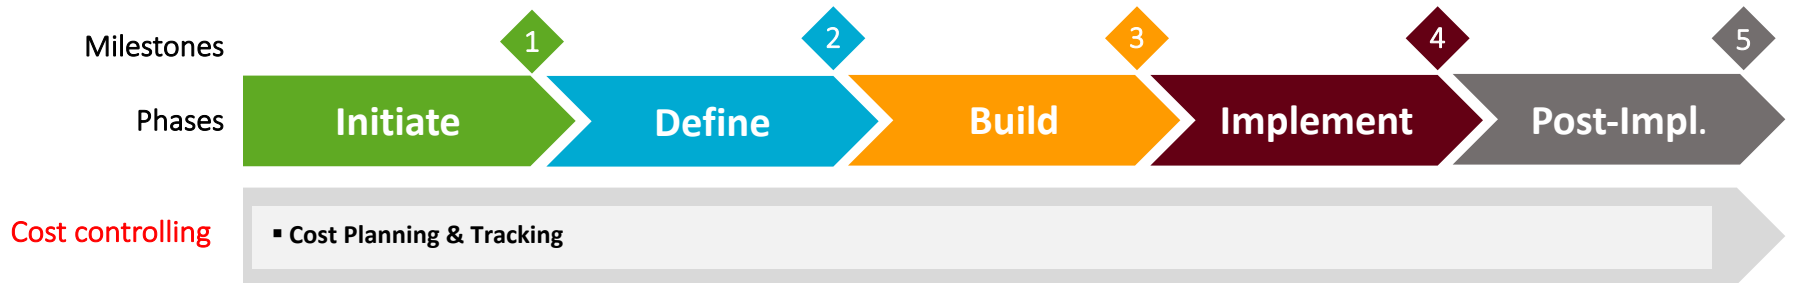 Milestones 1 2 3 4 5
Phases Initiate Define Build Implement Post-Impl.
Cost controlling ▪ Cost Planning & Tracking